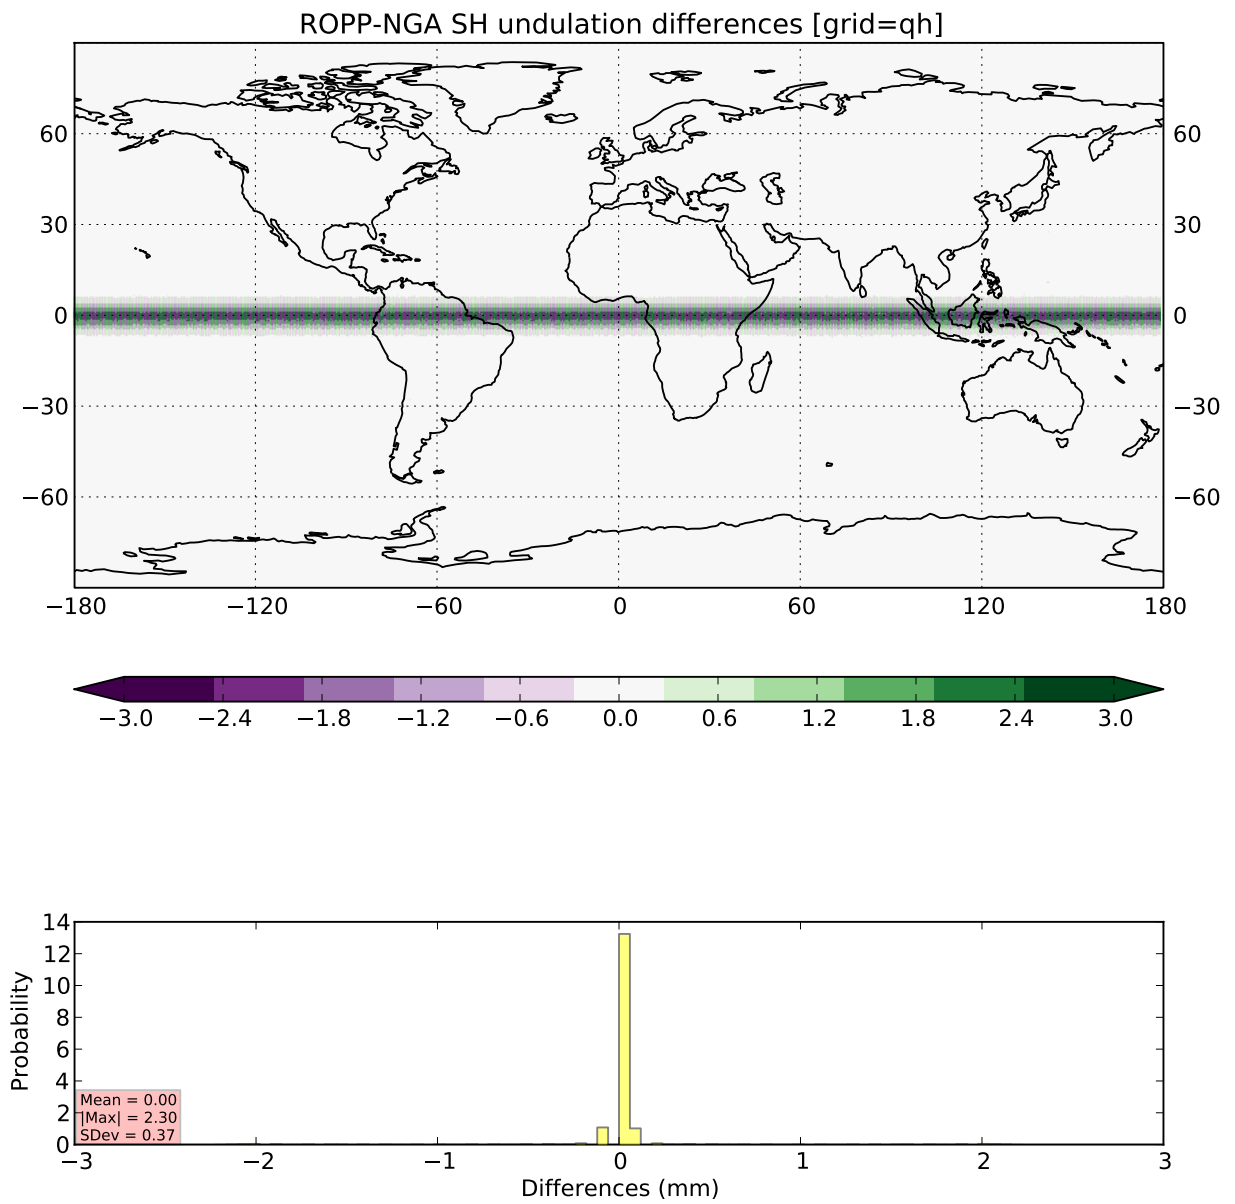 ROPP-NGA SH undulation differences [grid=qh]
60 60
30 30
0 0
−30 −30
−60 −60
−180 −120 −60 0 60 120 180
−3.0 −2.4 −1.8 −1.2 −0.6 0.0 0.6 1.2 1.8 2.4 3.0
14
12
10
8
6
4
2
0
Probability
Mean = 0.00
|Max| = 2.30
SDev = 0.37
−3 −2 −1 0 1 2 3
Differences (mm)